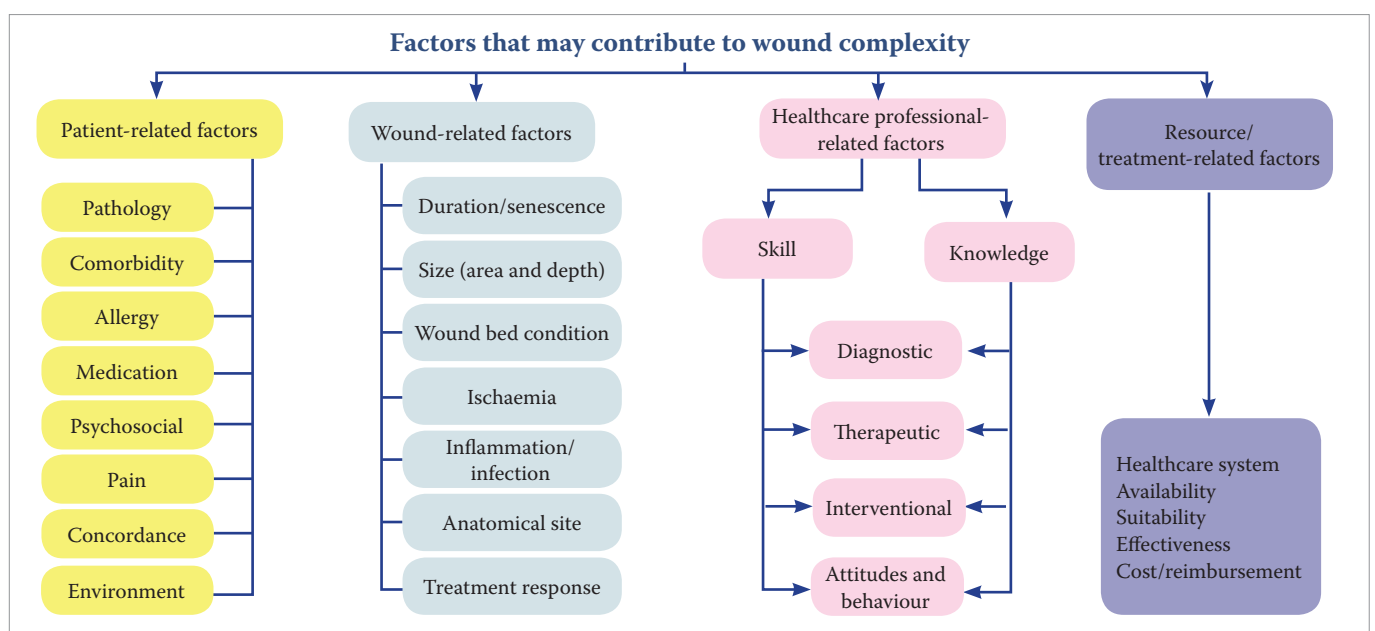 Factors that may contribute to wound complexity
Patient-related factors
Pathology
Comorbidity
Allergy
Medication
Psychosocial
Pain
Concordance
Environment
Wound-related factors
Duration/senescence
Size (area and depth)
Wound bed condition
Ischaemia
Inflammation/
infection
Anatomical site
Treatment response
Healthcare professional-
related factors
Skill
Knowledge
Diagnostic
Therapeutic
Interventional
Attitudes and
behaviour
Resource/
treatment-related factors
Healthcare system
Availability
Suitability
Effectiveness
Cost/reimbursement